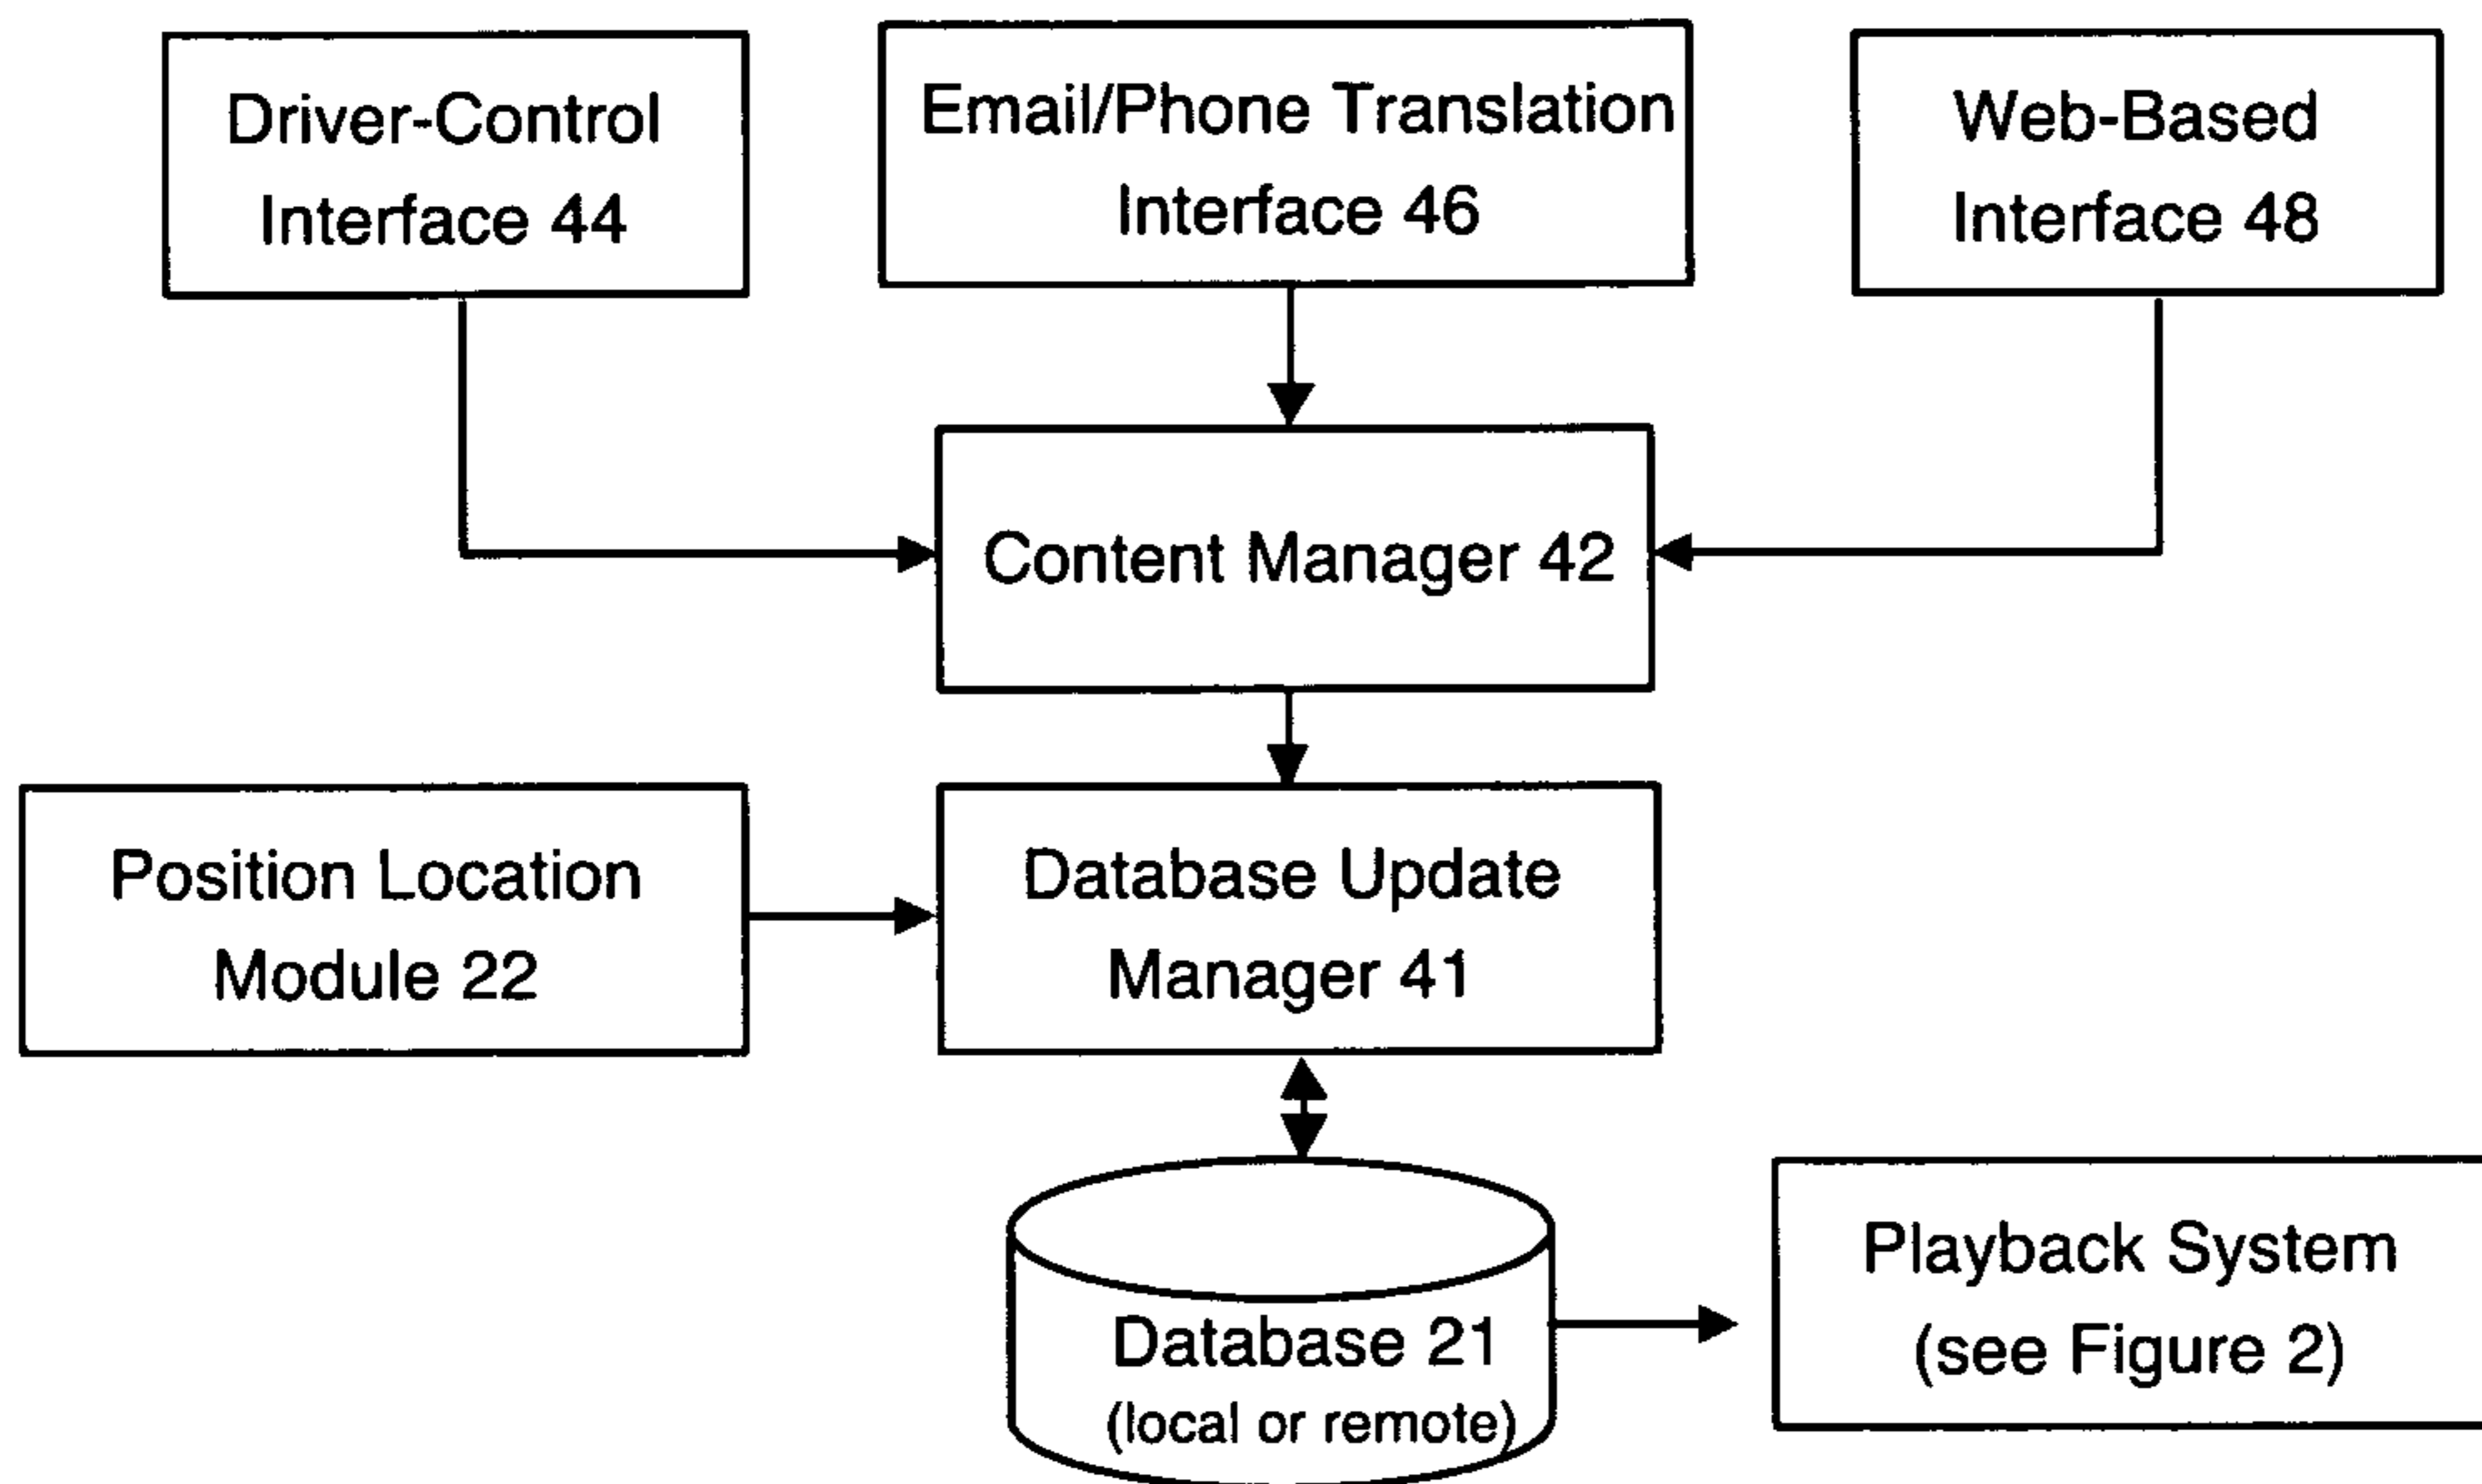 Driver-Control
Interface 44
Email/Phone Translation
Interface 46
Web-Based
Interface 48
Content Manager 42
Position Location
Module 22
Database Update
Manager 41
Database 21
(local or remote)
Playback System
(see Figure 2)